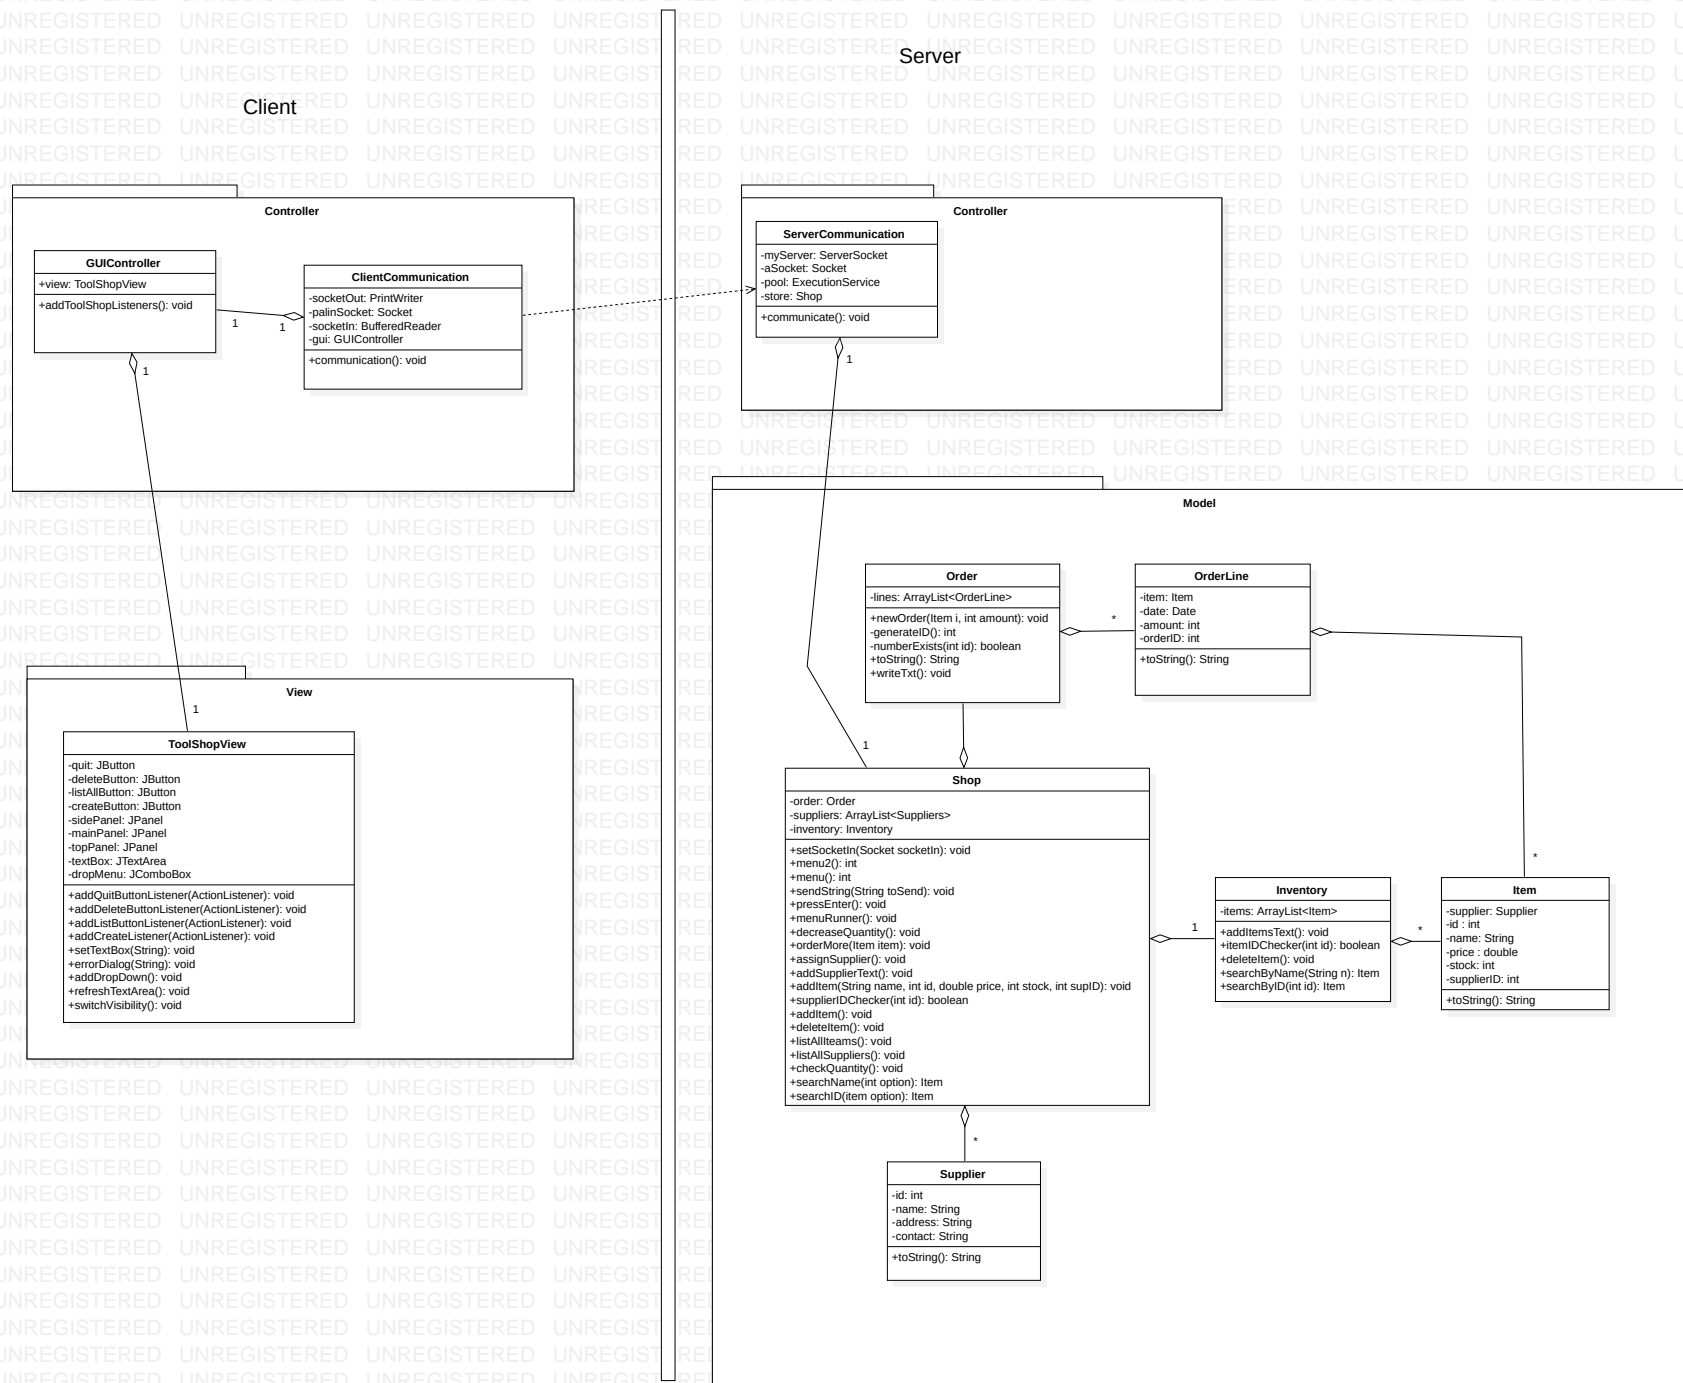 Server
Client
Controller
GUIController
+view: ToolShopView
+addToolShopListeners(): void
1
1
1
ClientCommunication
-socketOut: PrintWriter
-palinSocket: Socket
-socketIn: BufferedReader
-gui: GUIController
+communication(): void
View
1
ToolShopView
-quit: JButton
-deleteButton: JButton
-listAllButton: JButton
-createButton: JButton
-sidePanel: JPanel
-mainPanel: JPanel
-topPanel: JPanel
-textBox: JTextArea
-dropMenu: JComboBox
+addQuitButtonListener(ActionListener): void
+addDeleteButtonListener(ActionListener): void
+addListButtonListener(ActionListener): void
+addCreateListener(ActionListener): void
+setTextBox(String): void
+errorDialog(String): void
+addDropDown(): void
+refreshTextArea(): void
+switchVisibility(): void
Controller
ServerCommunication
-myServer: ServerSocket
-aSocket: Socket
-pool: ExecutionService
-store: Shop
+communicate(): void
1
Model
Order
-lines: ArrayList<OrderLine>
+newOrder(Item i, int amount): void
-generateID(): int
-numberExists(int id): boolean
+toString(): String
+writeTxt(): void
*
OrderLine
-item: Item
-date: Date
-amount: int
-orderID: int
+toString(): String
1
Shop
-order: Order
-suppliers: ArrayList<Suppliers>
-inventory: Inventory
+setSocketIn(Socket socketIn): void
+menu2(): int
+menu(): int
+sendString(String toSend): void
+pressEnter(): void
+menuRunner(): void
+decreaseQuantity(): void
+orderMore(Item item): void
+assignSupplier(): void
+addSupplierText(): void
+addItem(String name, int id, double price, int stock, int supID): void
+supplierIDChecker(int id): boolean
+addItem(): void
+deleteItem(): void
+listAllIteams(): void
+listAllSuppliers(): void
+checkQuantity(): void
+searchName(int option): Item
+searchID(item option): Item
1
Inventory
-items: ArrayList<Item>
+addItemsText(): void
+itemIDChecker(int id): boolean
+deleteItem(): void
+searchByName(String n): Item
+searchByID(int id): Item
*
*
Item
-supplier: Supplier
-id : int
-name: String
-price : double
-stock: int
-supplierID: int
+toString(): String
*
Supplier
-id: int
-name: String
-address: String
-contact: String
+toString(): String